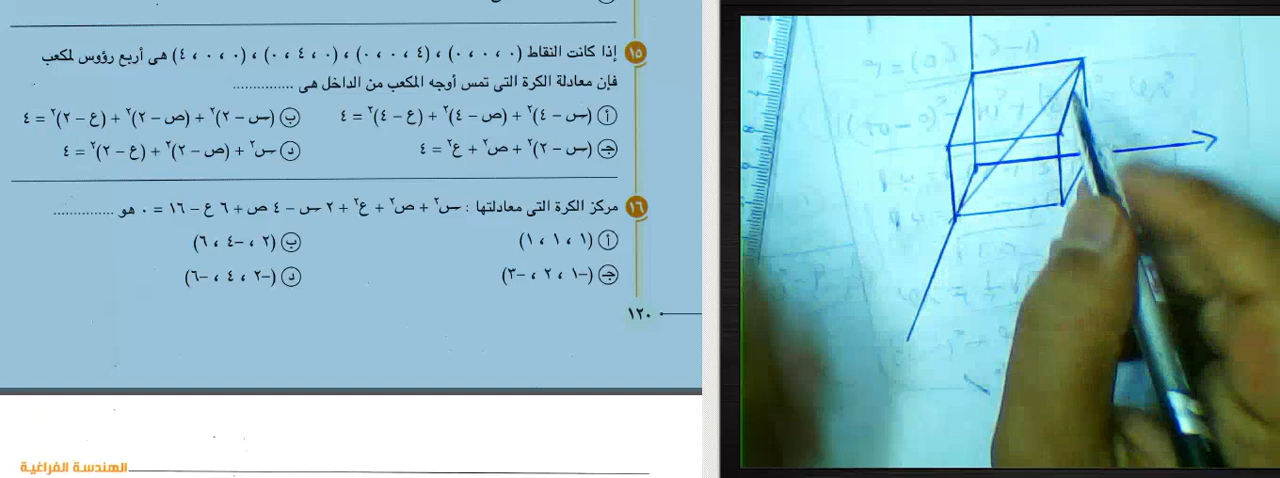 ١٥ إذا كانت النقاط (٠ ، ٠ ، ٠) ، (٤ ، ٠ ، ٠) ، (٠ ، ٤ ، ٠) ، (٠ ، ٠ ، ٤) هى أربع رؤوس لمكعب
فإن معادلة الكرة التى تمس أوجه المكعب من الداخل هى ...............
أ (س – ٤)٢ + (ص – ٤)٢ + (ع – ٤)٢ = ٤ ب (س – ٢)٢ + (ص – ٢)٢ + (ع – ٢)٢ = ٤
جـ (س – ٢)٢ + ص٢ + ع٢ = ٤ د س٢ + (ص – ٢)٢ + (ع – ٢)٢ = ٤
١٦ مركز الكرة التى معادلتها : س٢ + ص٢ + ع٢ + ٢ س – ٤ ص + ٦ ع – ١٦ = ٠ هو ...............
أ (١ ، ١ ، ١) ب (٢ ، –٤ ، ٦)
جـ (–١ ، ٢ ، –٣) د (–٢ ، ٤ ، –٦)
١٢٠
الهندسة الفراغية